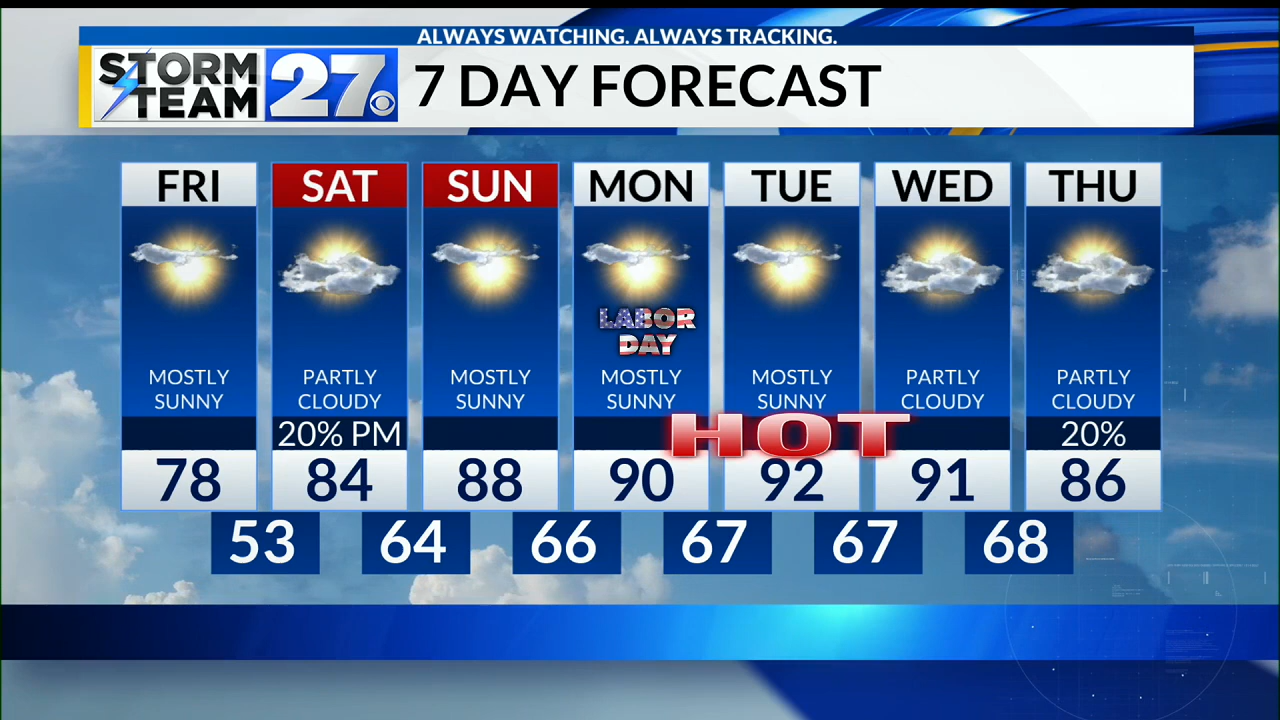 ALWAYS WATCHING. ALWAYS TRACKING.
STORM
TEAM
27
7 DAY FORECAST
FRI
SAT
SUN
MON
TUE
WED
THU
LABOR
DAY
MOSTLY
SUNNY
PARTLY
CLOUDY
MOSTLY
SUNNY
MOSTLY
SUNNY
MOSTLY
SUNNY
PARTLY
CLOUDY
PARTLY
CLOUDY
20% PM
HOT
20%
78
84
88
90
92
91
86
53
64
66
67
67
68